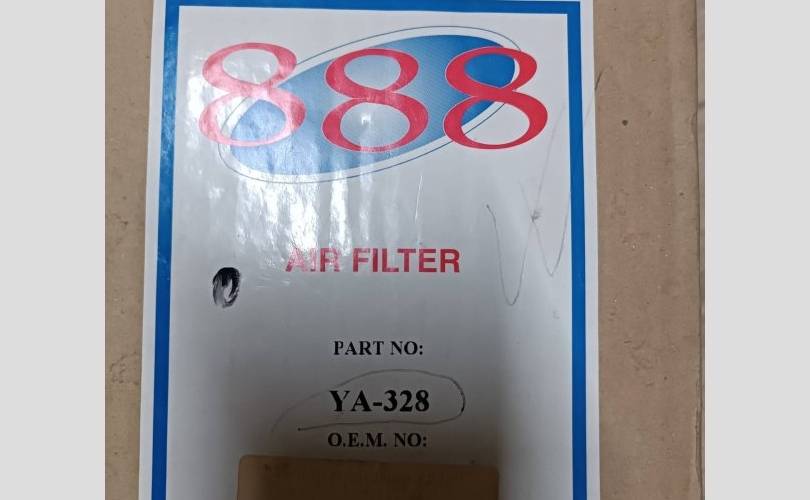 888
AIR FILTER
PART NO:
YA-328
O.E.M. NO: